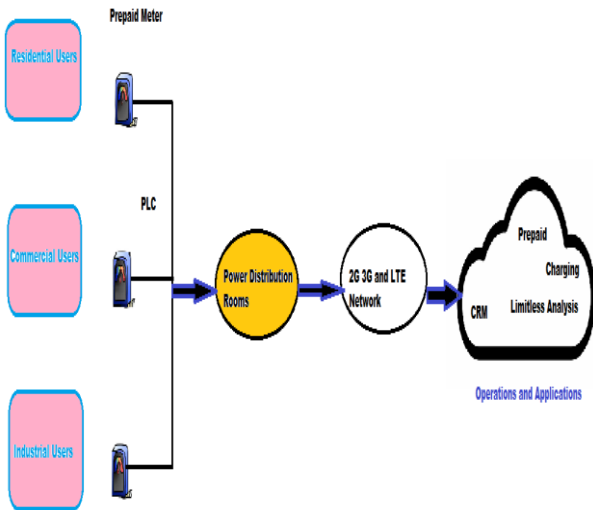 Prepaid Meter
Residential Users
PLC
Commercial Users
Industrial Users
Power Distribution
Rooms
2G 3G and LTE
Network
Prepaid
Charging
Limitless Analysis
CRM
Operations and Applications